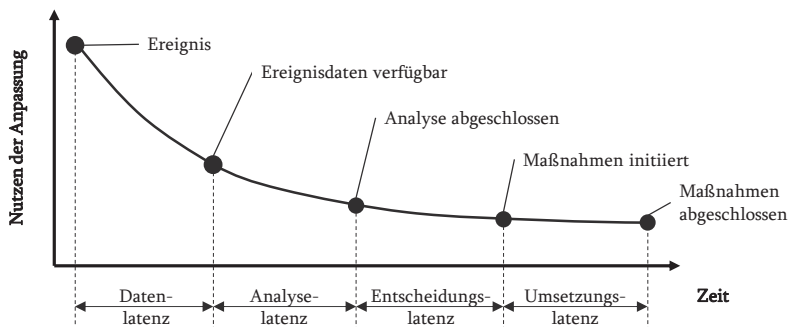 Nutzen der Anpassung
Ereignis
Ereignisdaten verfügbar
Analyse abgeschlossen
Maßnahmen initiiert
Maßnahmen
abgeschlossen
Zeit
Daten-
latenz
Analyse-
latenz
Entscheidungs-
latenz
Umsetzungs-
latenz